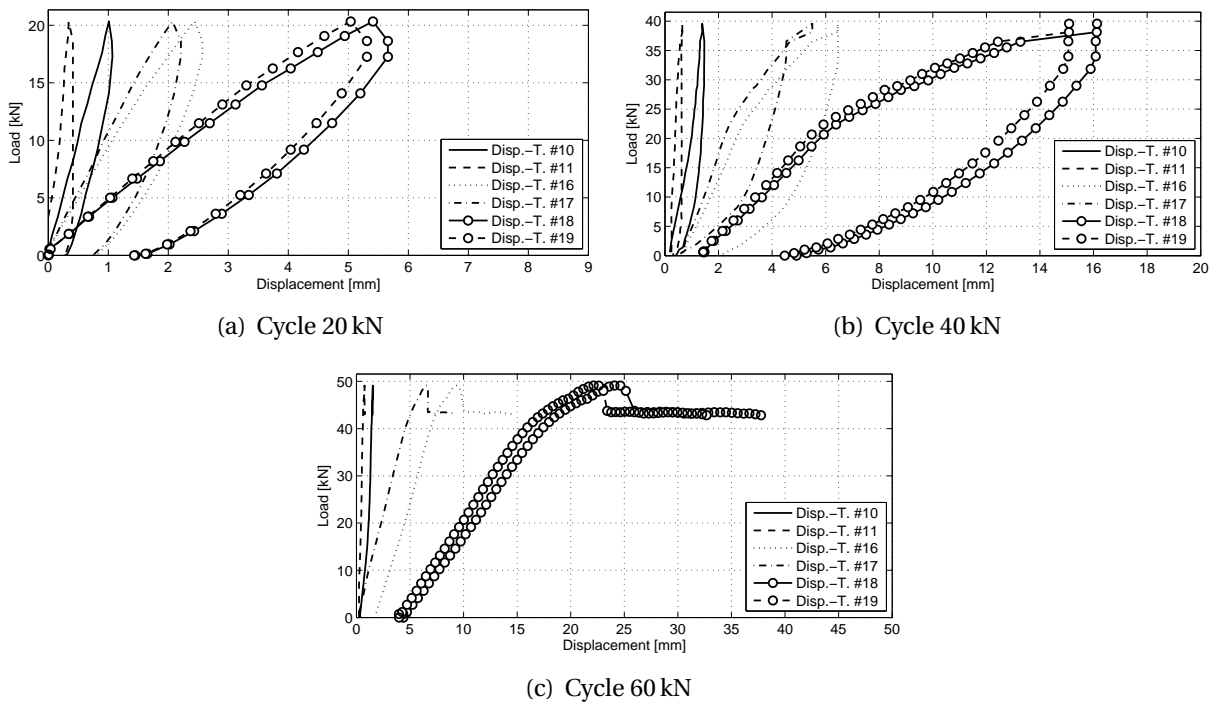 20
15
10
5
0
Load [kN]
0 1 2 3 4 5 6 7 8 9
Displacement [mm]
Disp.−T. #10
Disp.−T. #11
Disp.−T. #16
Disp.−T. #17
Disp.−T. #18
Disp.−T. #19
(a) Cycle 20 kN
40
35
30
25
20
15
10
5
0
Load [kN]
0 2 4 6 8 10 12 14 16 18 20
Displacement [mm]
Disp.−T. #10
Disp.−T. #11
Disp.−T. #16
Disp.−T. #17
Disp.−T. #18
Disp.−T. #19
(b) Cycle 40 kN
50
40
30
20
10
0
Load [kN]
0 5 10 15 20 25 30 35 40 45 50
Displacement [mm]
Disp.−T. #10
Disp.−T. #11
Disp.−T. #16
Disp.−T. #17
Disp.−T. #18
Disp.−T. #19
(c) Cycle 60 kN